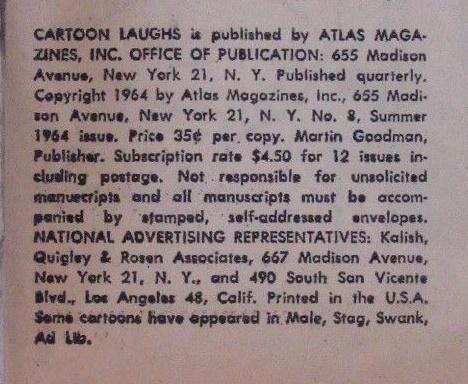 CARTOON LAUGHS is published by ATLAS MAGA-
ZINES, INC. OFFICE OF PUBLICATION: 655 Madison
Avenue, New York 21, N. Y. Published quarterly.
Copyright 1964 by Atlas Magazines, Inc., 655 Madi-
son Avenue, New York 21, N. Y. No. 8, Summer
1964 issue. Price 35¢ per copy. Martin Goodman,
Publisher. Subscription rate $4.50 for 12 issues in-
cluding postage. Not responsible for unsolicited
manuscripts and all manuscripts must be accom-
panied by stamped, self-addressed envelopes.
NATIONAL ADVERTISING REPRESENTATIVES: Kalish,
Quigley & Rosen Associates, 667 Madison Avenue,
New York 21, N. Y., and 490 South San Vicente
Blvd., Los Angeles 48, Calif. Printed in the U.S.A.
Some cartoons have appeared in Male, Stag, Swank,
Ad Lib.